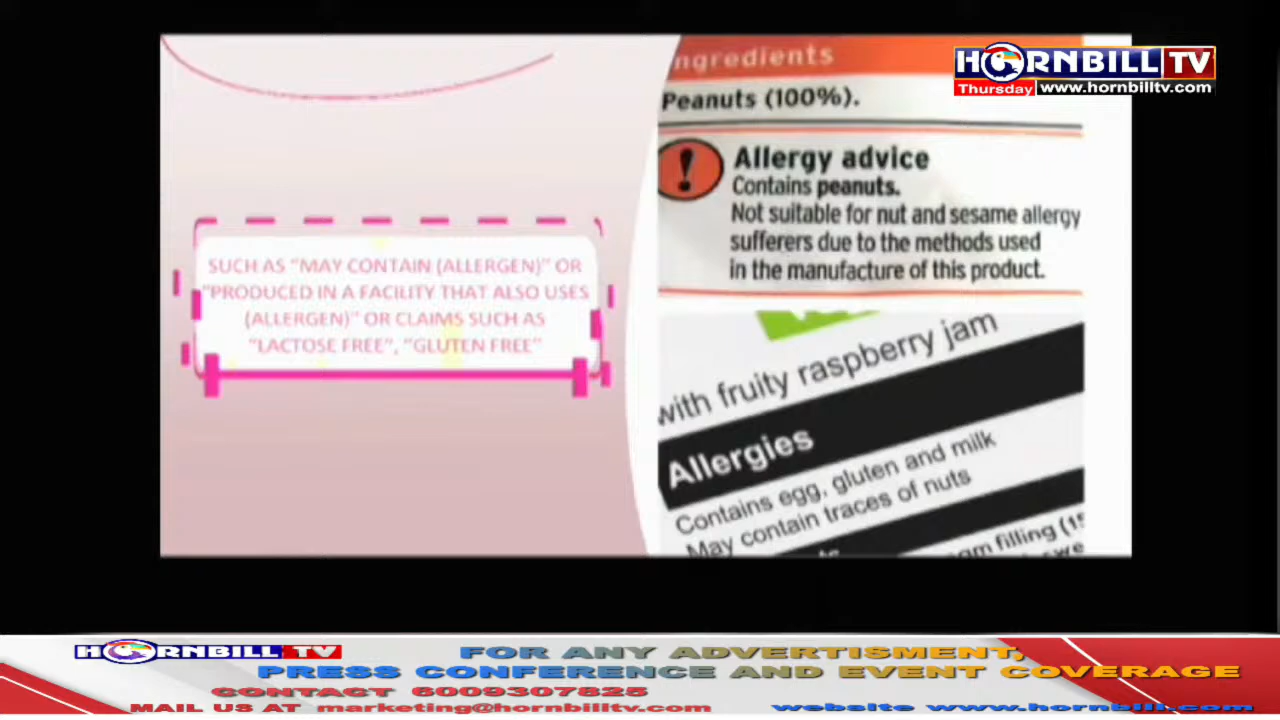 HORNBILL TV
Thursday www.hornbilltv.com
ngredients
Peanuts (100%).
Allergy advice
Contains peanuts.
Not suitable for nut and sesame allergy
sufferers due to the methods used
in the manufacture of this product.
SUCH AS "MAY CONTAIN (ALLERGEN)" OR
"PRODUCED IN A FACILITY THAT ALSO USES
(ALLERGEN)" OR CLAIMS SUCH AS
"LACTOSE FREE", "GLUTEN FREE"
with fruity raspberry jam
Allergies
Contains egg, gluten and milk
May contain traces of nuts
filling (15
HORNBILL TV
FOR ANY ADVERTISMENT,
PRESS CONFERENCE AND EVENT COVERAGE
CONTACT 6009307825
MAIL US AT marketing@hornbilltv.com website www.hornbill.com